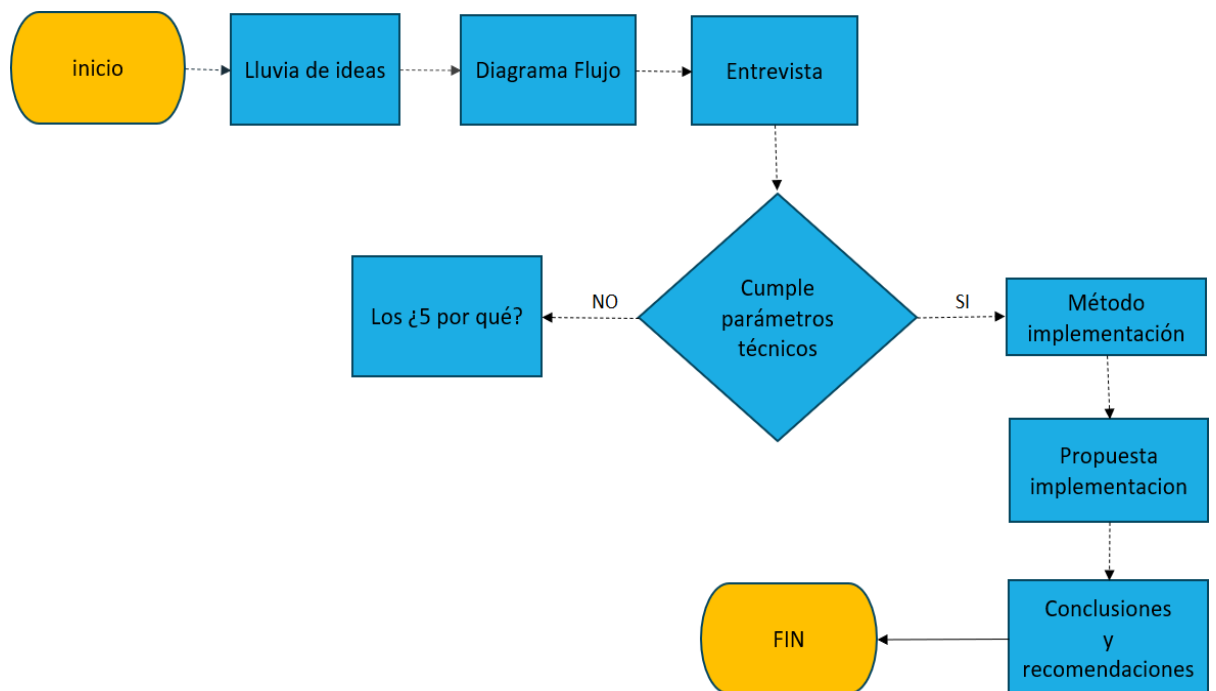 inicio
Lluvia de ideas
Diagrama Flujo
Entrevista
Cumple
parámetros
técnicos
NO
Los ¿5 por qué?
SI
Método
implementación
Propuesta
implementacion
Conclusiones
y
recomendaciones
FIN